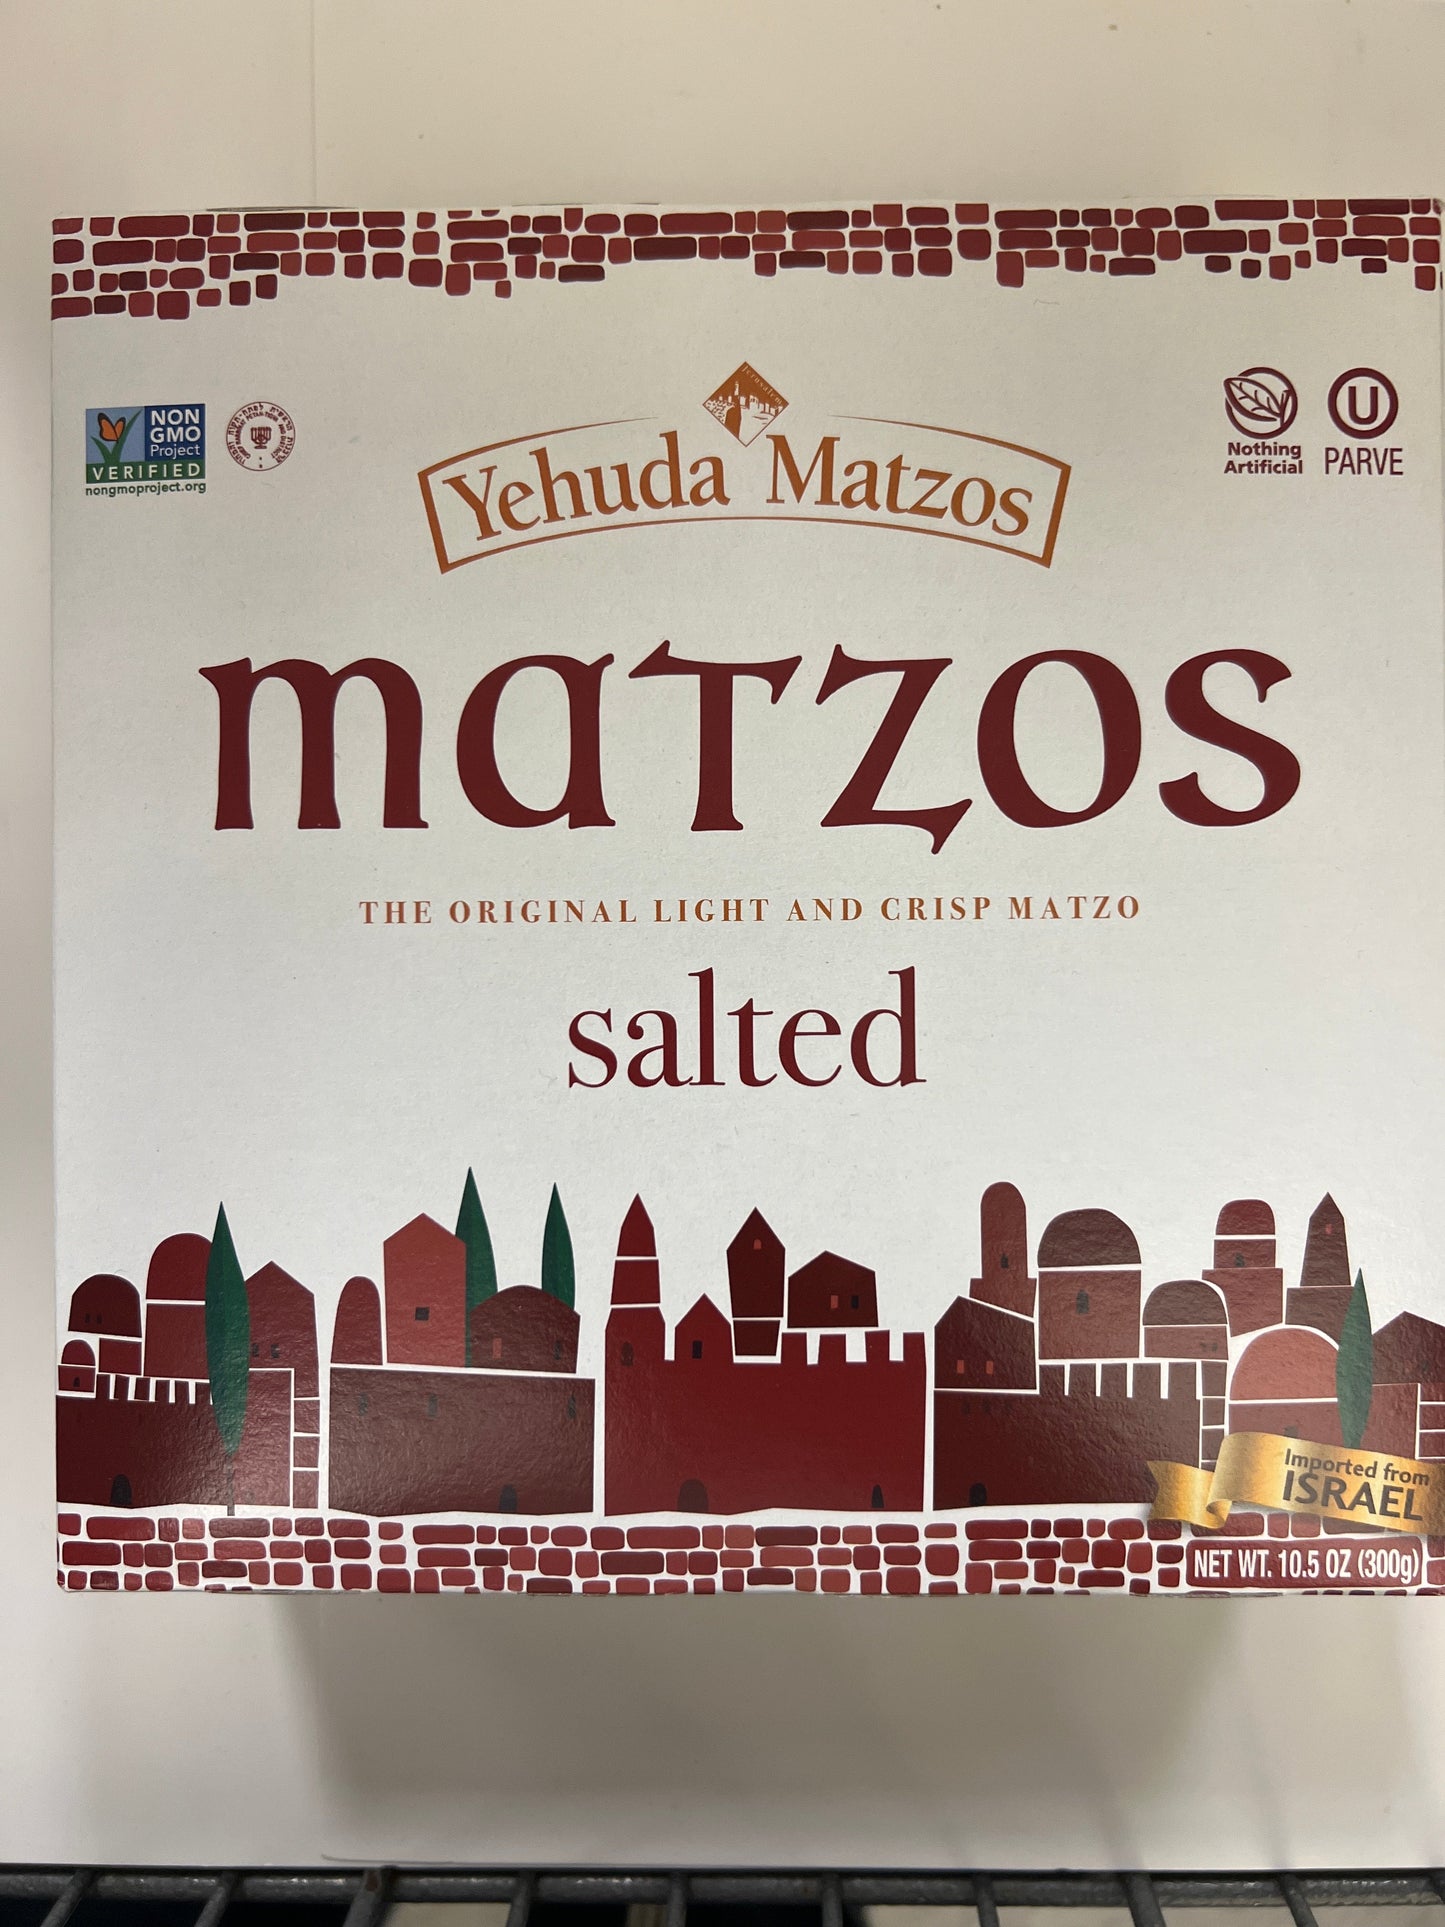 NON
GMO
Project
VERIFIED
nongmoproject.org
Nothing
Artificial
U
PARVE
Jerusalem
Yehuda Matzos
matzos
THE ORIGINAL LIGHT AND CRISP MATZO
salted
Imported from
ISRAEL
NET WT. 10.5 OZ (300g)